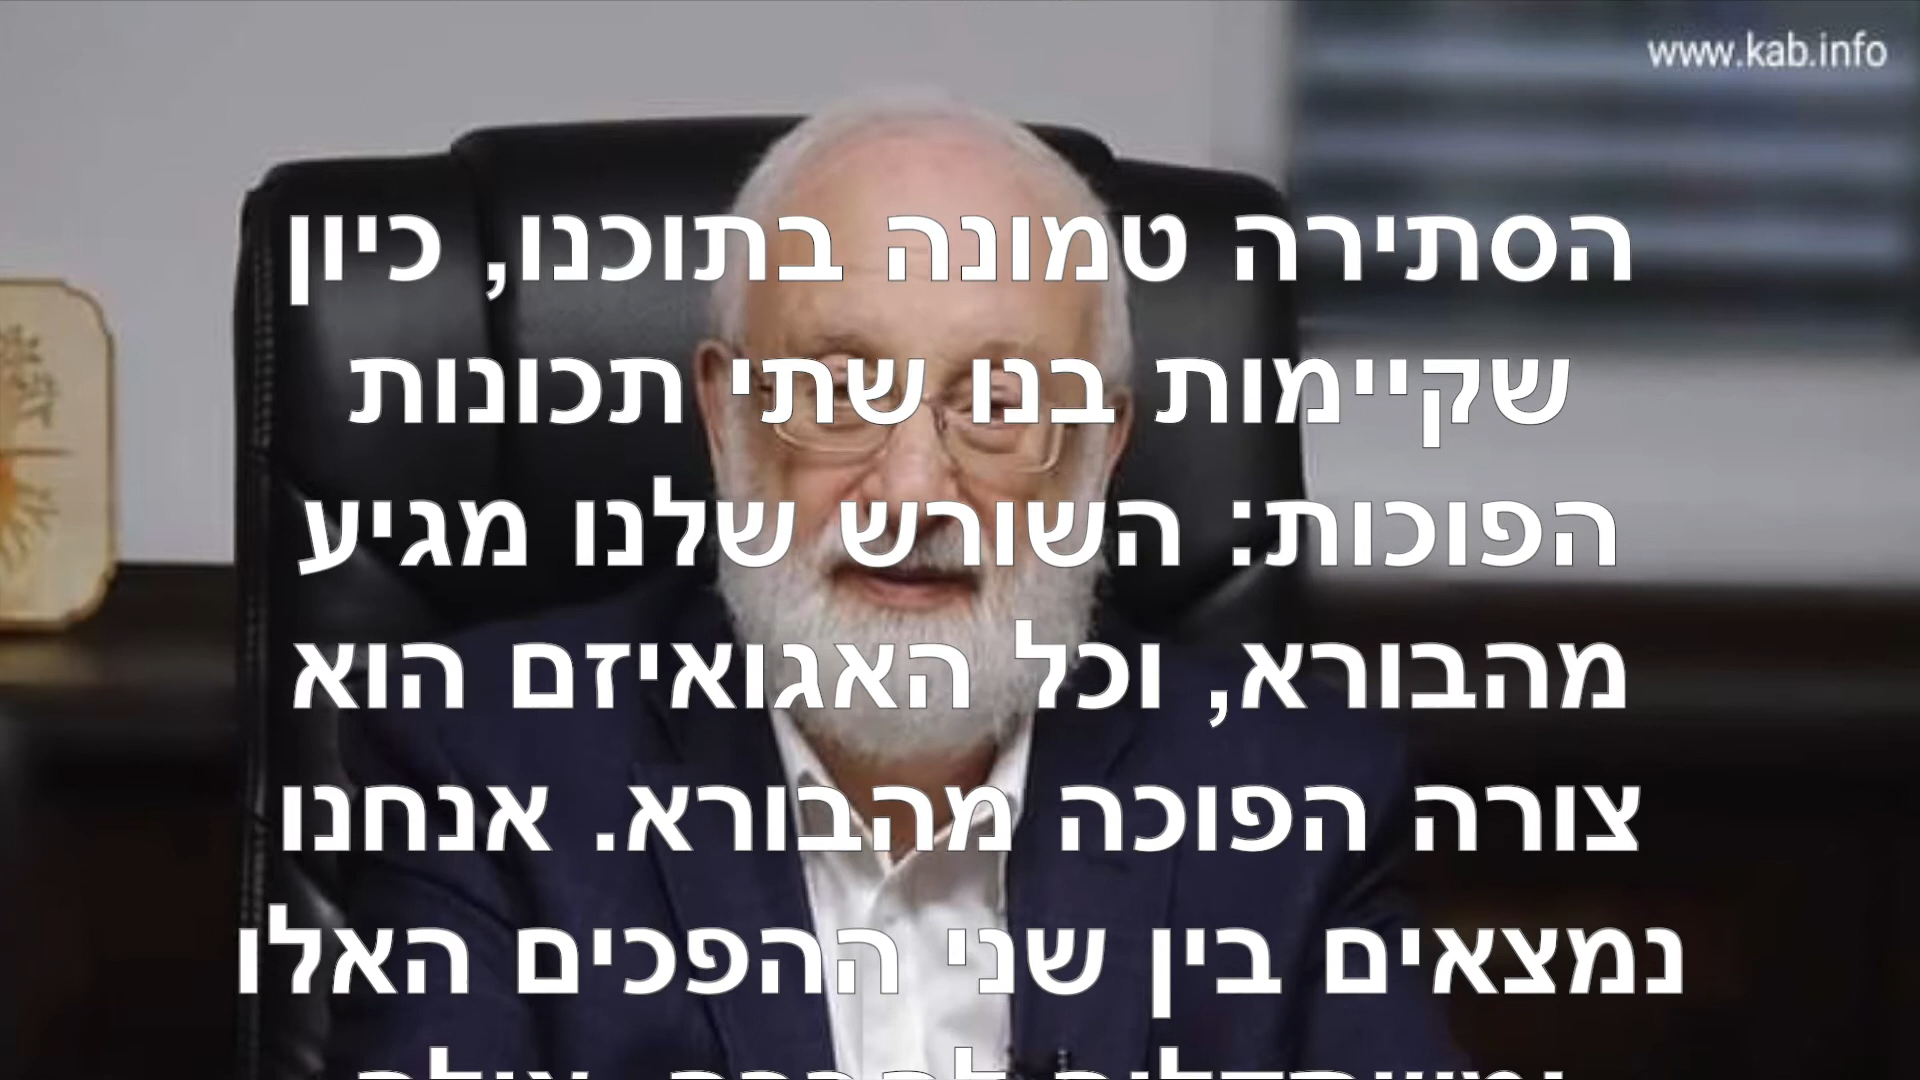 www.kab.info
הסתירה טמונה בתוכנו, כיון
שקיימות בנו שתי תכונות
הפוכות: השורש שלנו מגיע
מהבורא, וכל האגואיזם הוא
צורה הפוכה מהבורא. אנחנו
נמצאים בין שני ההפכים האלו